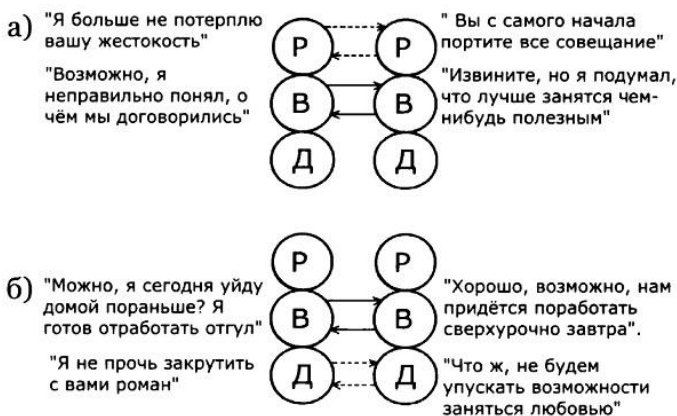 а)
"Я больше не потерплю
вашу жестокость"
Р
Р
" Вы с самого начала
портите все совещание"
"Возможно, я
неправильно понял, о
чём мы договорились"
В
В
"Извините, но я подумал,
что лучше занятся чем-
нибудь полезным"
Д
Д
б)
Р
Р
"Можно, я сегодня уйду
домой пораньше? Я
готов отработать отгул"
В
В
"Хорошо, возможно, нам
придётся поработать
сверхурочно завтра".
"Я не прочь закрутить
с вами роман"
Д
Д
"Что ж, не будем
упускать возможности
заняться любовью"